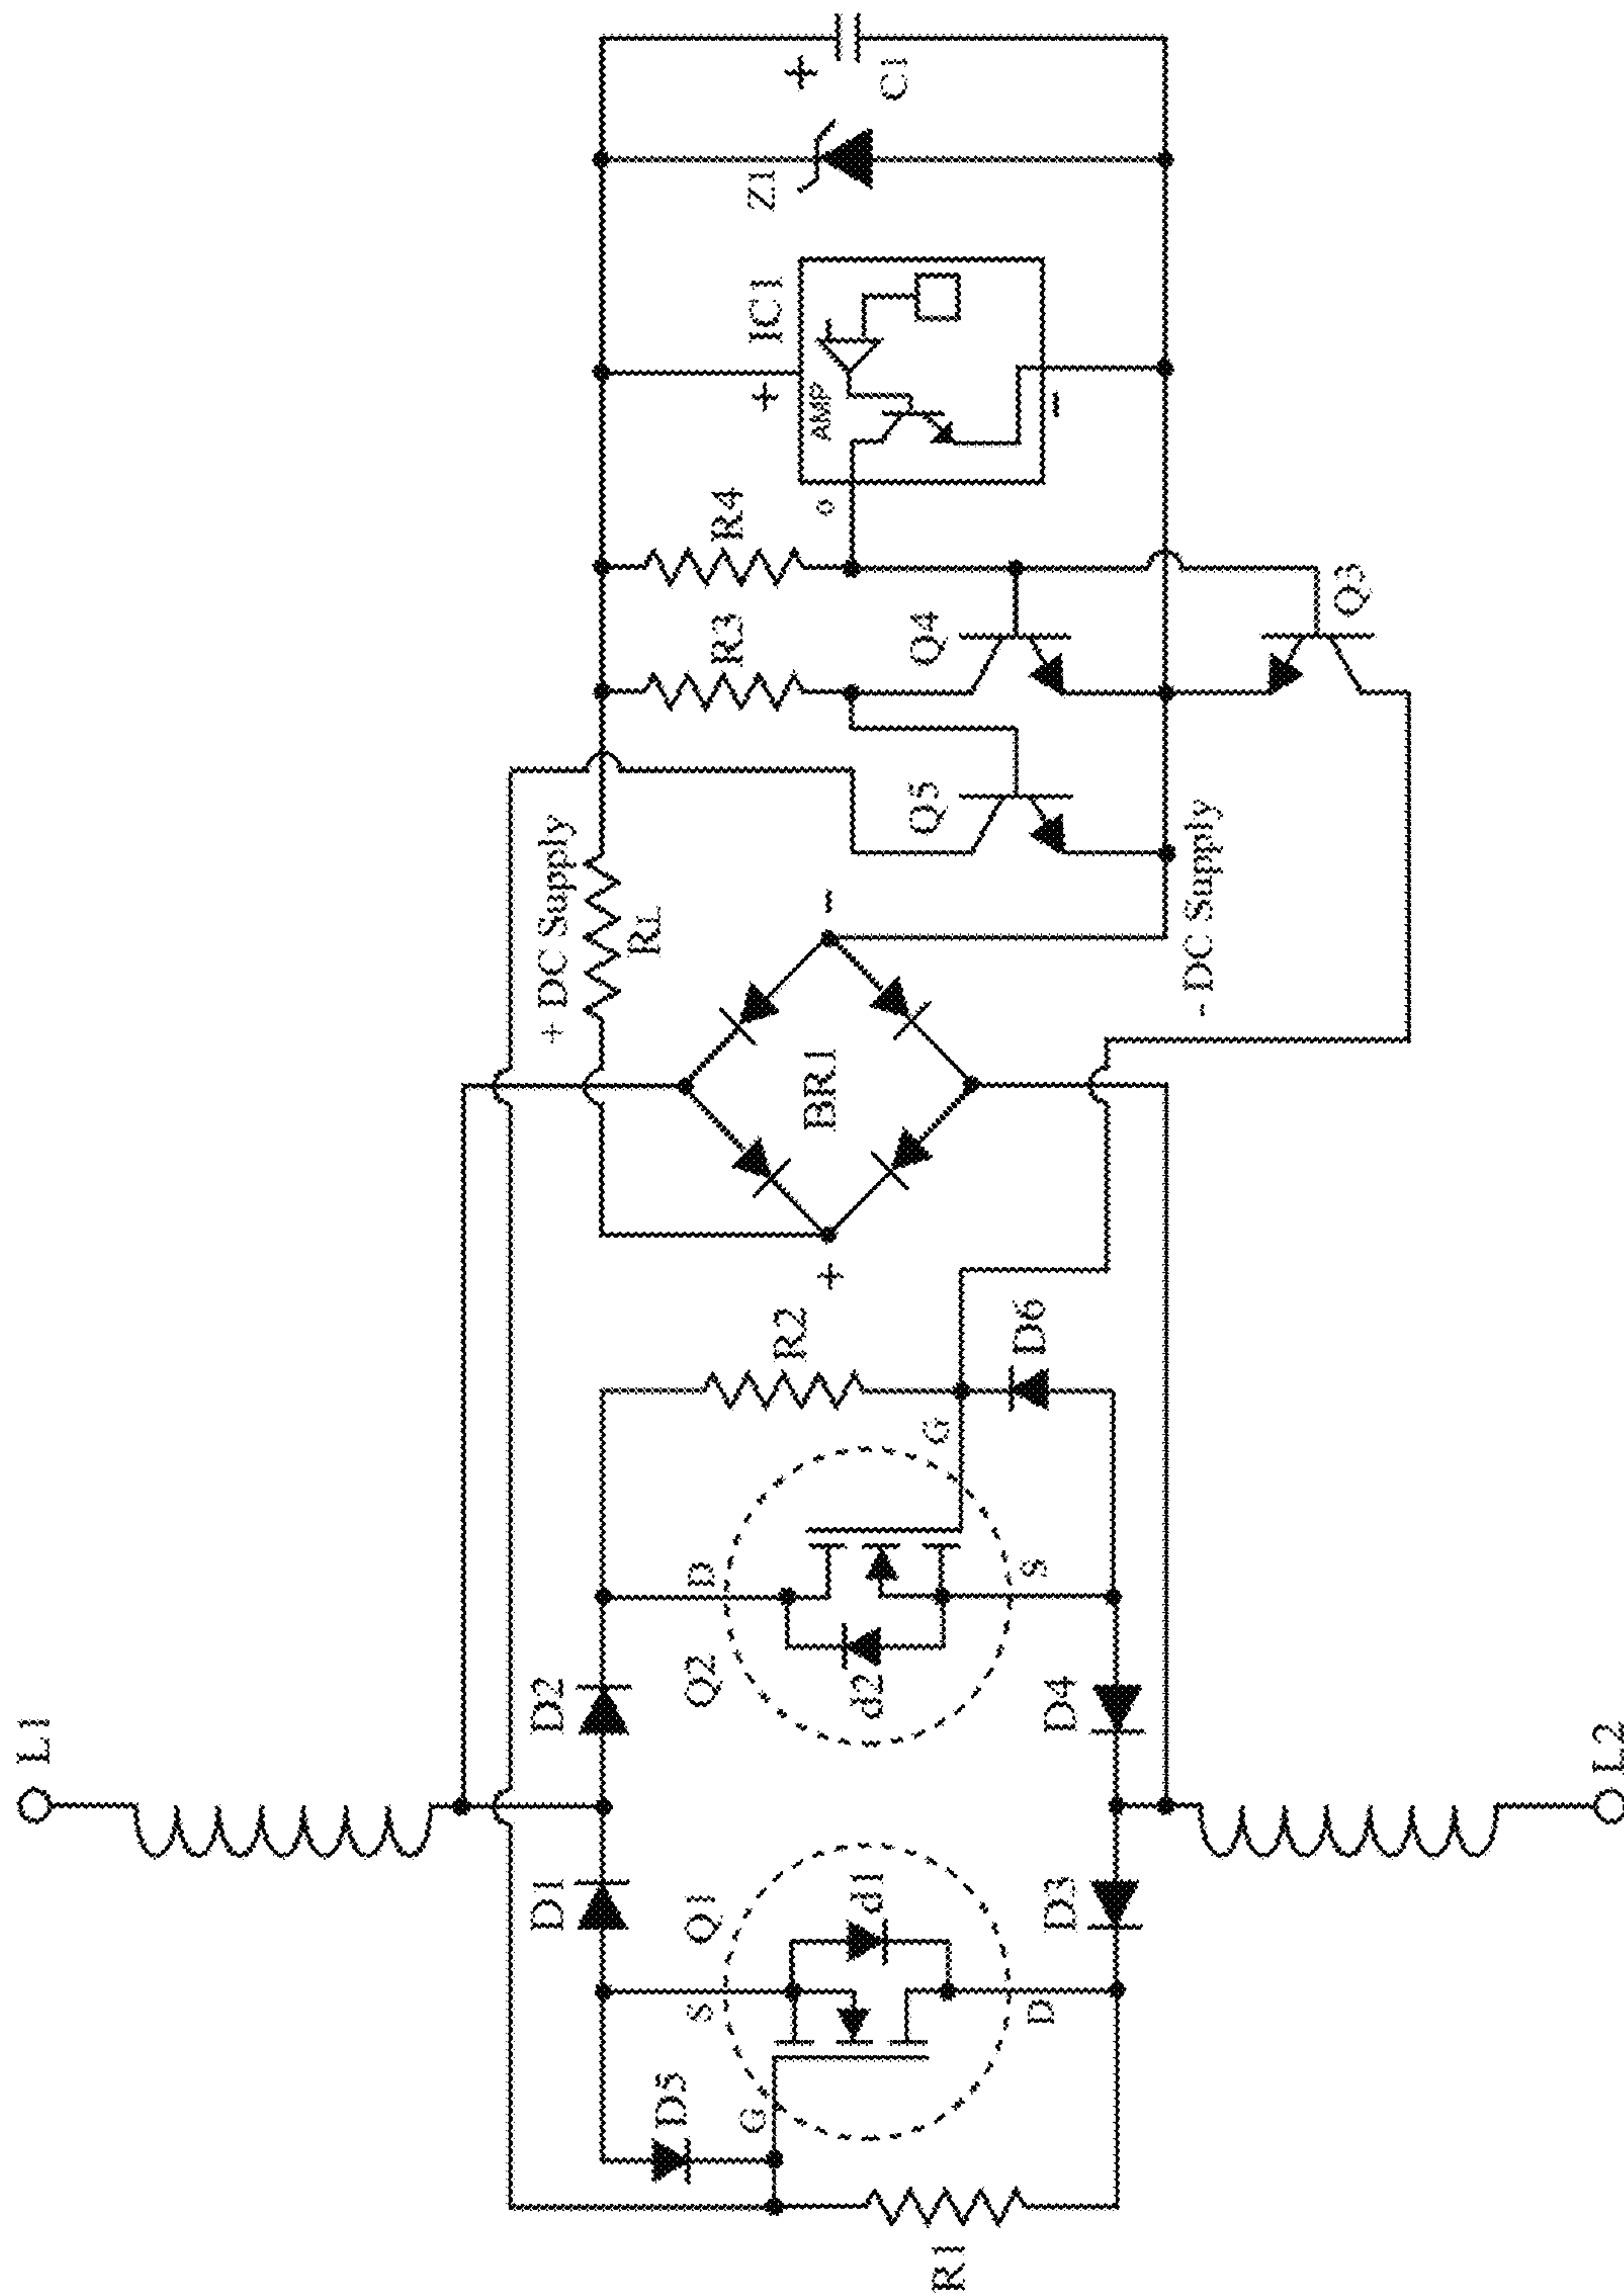 L1
D1
D2
+ DC Supply
RL
Q1
S
G
D5
d1
D
D3
R1
Q2
D
d2
S
G
D4
R2
D6
+
BR1
−
- DC Supply
Q5
R3
R4
Q4
Q3
o
+
IC1
AMP
−
−
Z1
+
C1
L2